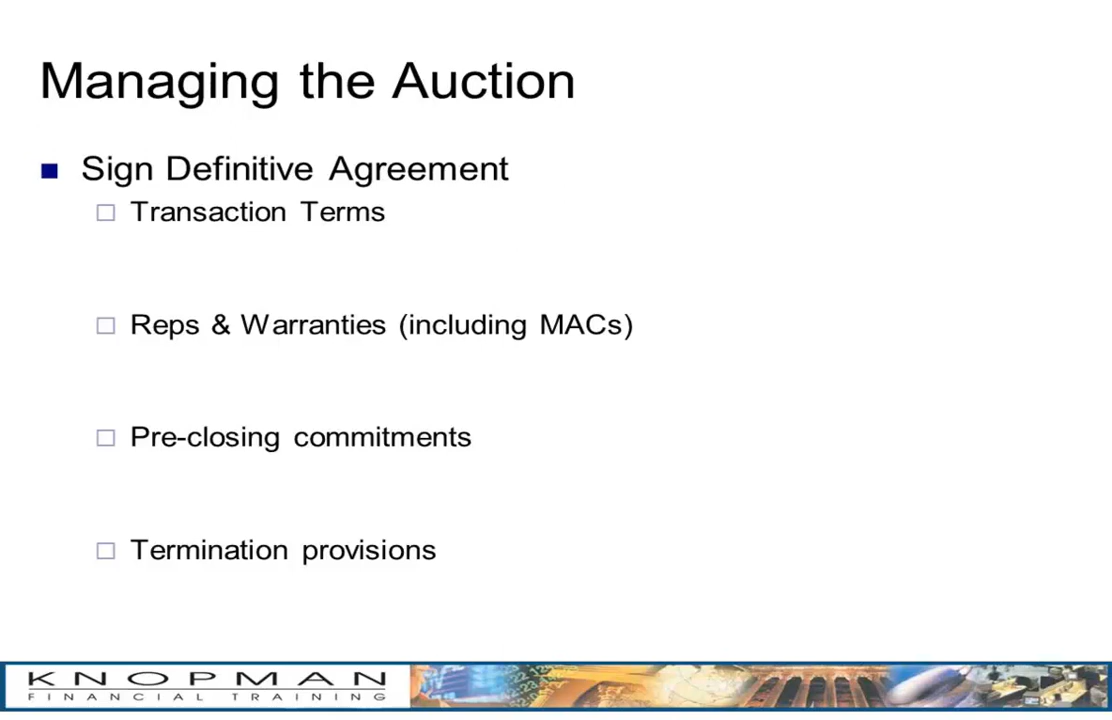 Managing the Auction
Sign Definitive Agreement
Transaction Terms
Reps & Warranties (including MACs)
Pre-closing commitments
Termination provisions
KNOPMAN
FINANCIAL TRAINING